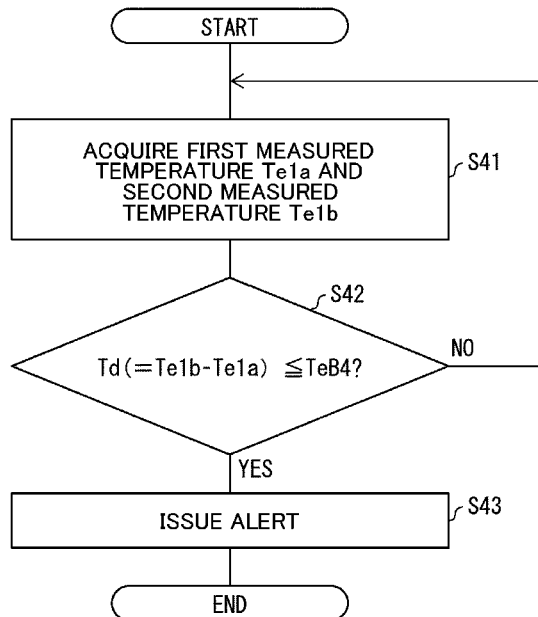 START
ACQUIRE FIRST MEASURED
TEMPERATURE Te1a AND
SECOND MEASURED
TEMPERATURE Te1b
S41
S42
Td(=Te1b-Te1a) ≦TeB4?
NO
YES
ISSUE ALERT
S43
END